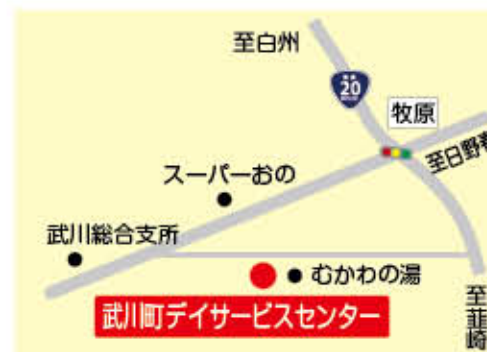 至白州
20
牧原
至日野春
スーパーおの
武川総合支所
むかわの湯
武川町デイサービスセンター
至韮崎